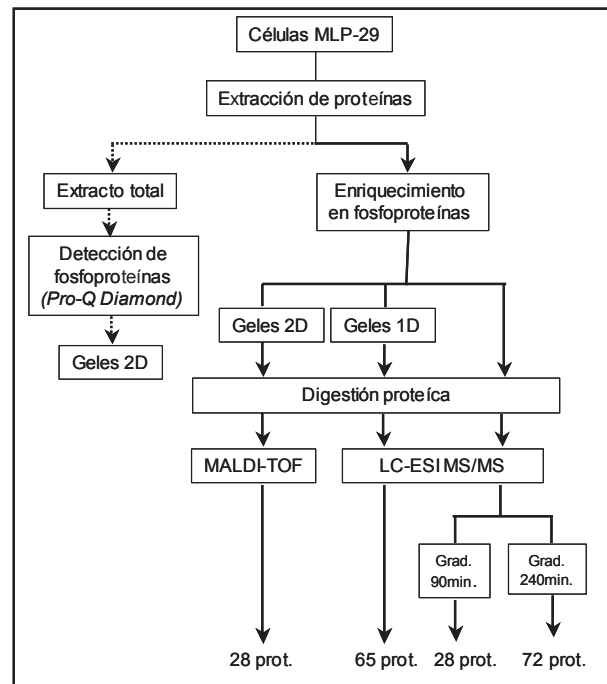 Células MLP-29
Extracción de proteínas
Extracto total
Enriquecimiento
en fosfoproteínas
Detección de
fosfoproteínas
(Pro-Q Diamond)
Geles 2D
Geles 2D
Geles 1D
Digestión proteíca
MALDI-TOF
LC-ESI MS/MS
Grad.
90min.
Grad.
240min.
28 prot.
65 prot.
28 prot.
72 prot.